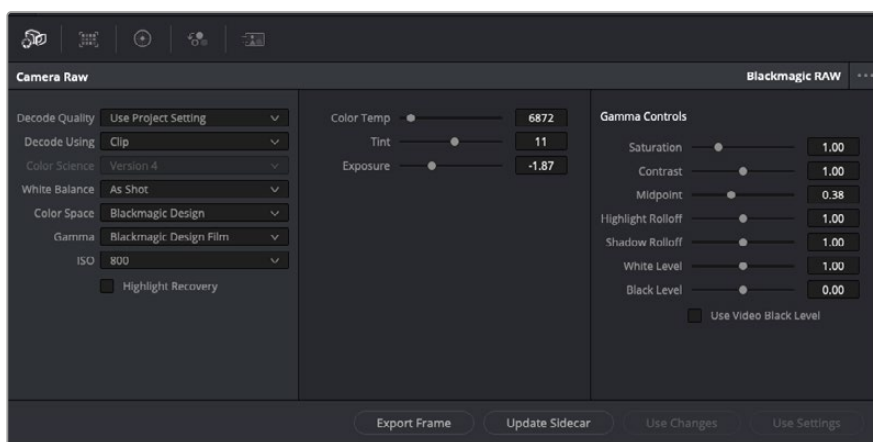 Camera Raw
Blackmagic RAW
Decode Quality Use Project Setting
Decode Using Clip
Color Science Version 4
White Balance As Shot
Color Space Blackmagic Design
Gamma Blackmagic Design Film
ISO 800
Highlight Recovery
Color Temp 6872
Tint 11
Exposure -1.87
Gamma Controls
Saturation 1.00
Contrast 1.00
Midpoint 0.38
Highlight Rolloff 1.00
Shadow Rolloff 1.00
White Level 1.00
Black Level 0.00
Use Video Black Level
Export Frame
Update Sidecar
Use Changes
Use Settings